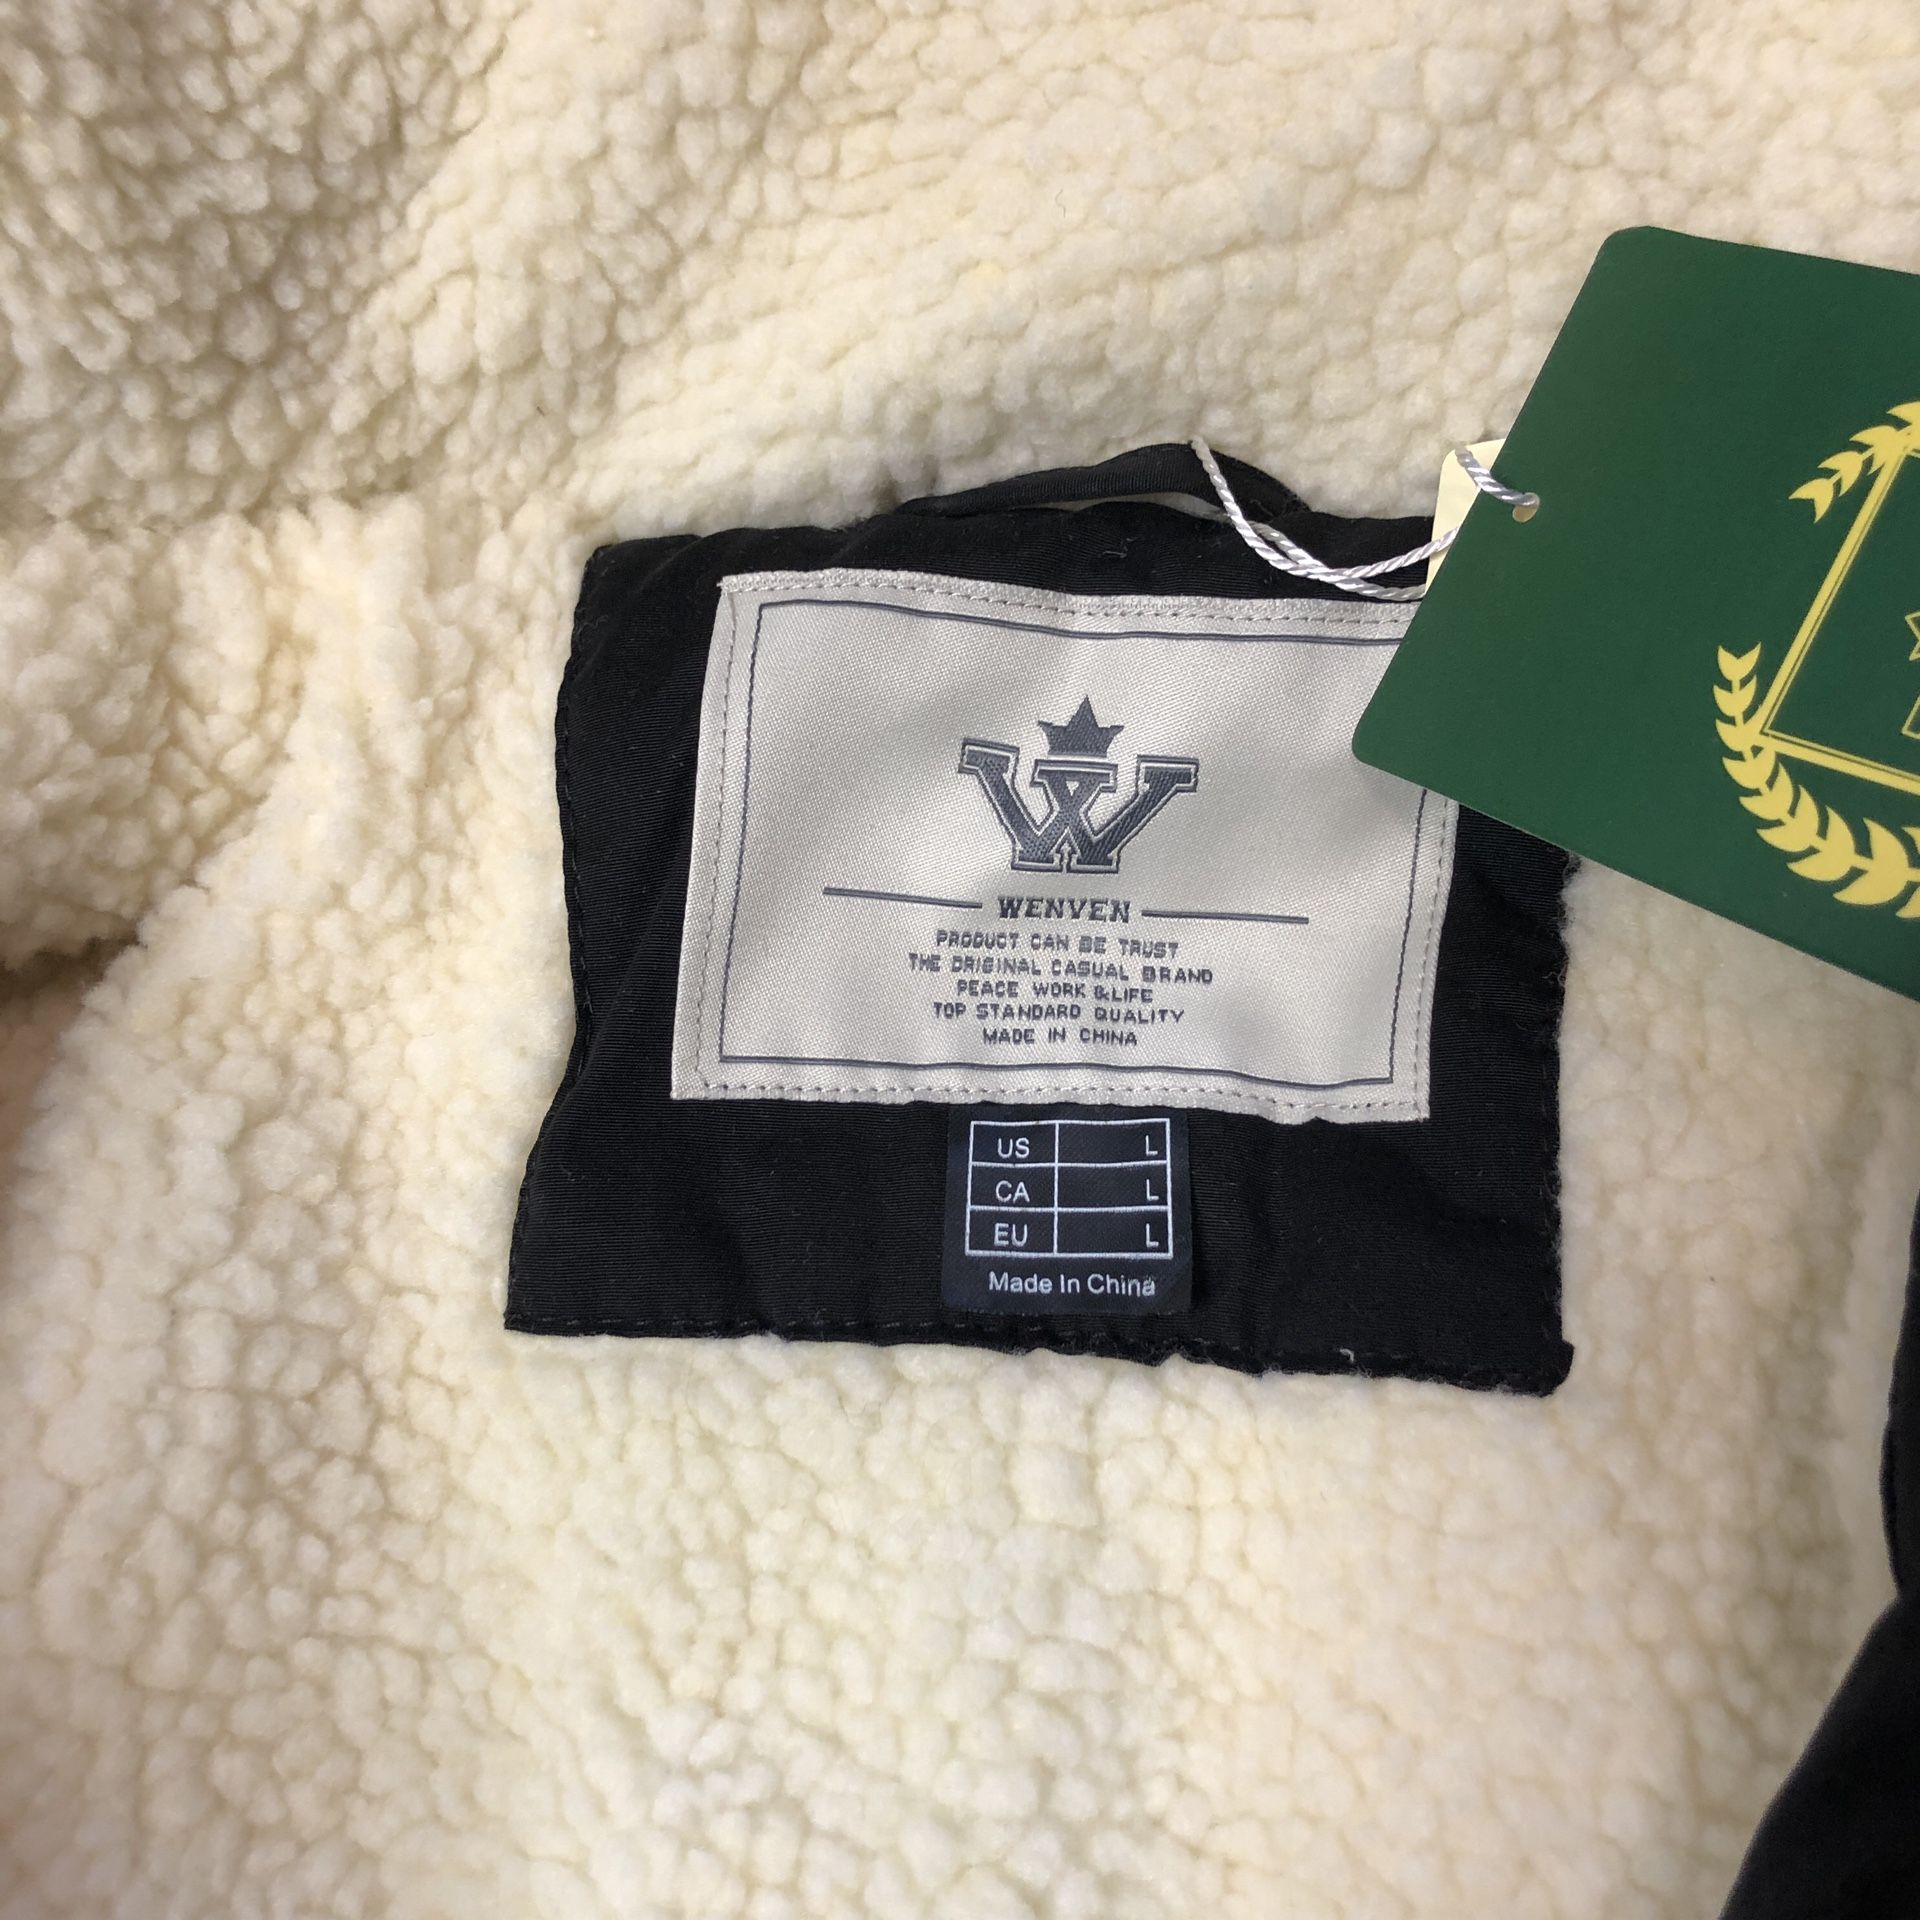 W
WENVEN
PRODUCT CAN BE TRUST
THE ORIGINAL CASUAL BRAND
PEACE WORK & LIFE
TOP STANDARD QUALITY
MADE IN CHINA
US L
CA L
EU L
Made In China